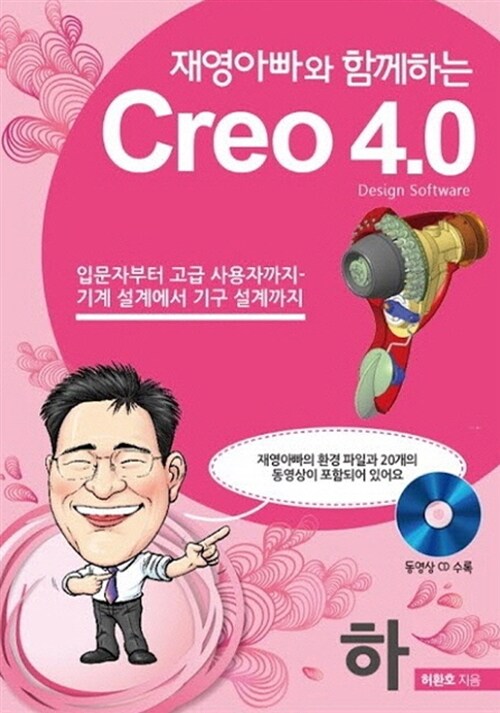 재영아빠와 함께하는
Creo 4.0
Design Software
입문자부터 고급 사용자까지-
기계 설계에서 기구 설계까지
재영아빠의 환경 파일과 20개의
동영상이 포함되어 있어요
동영상 CD 수록
하
허환호 지음